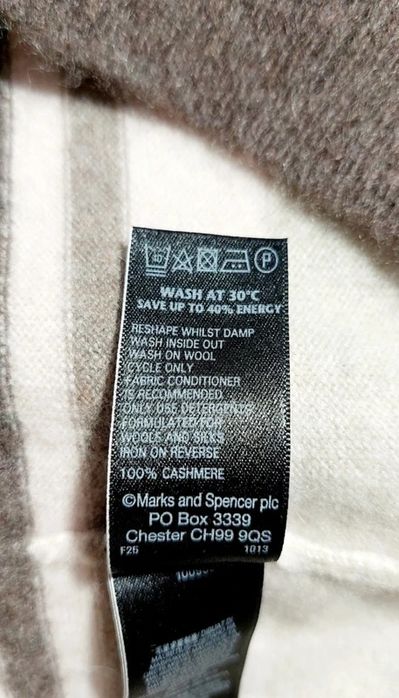 40 P
WASH AT 30°C
SAVE UP TO 40% ENERGY
RESHAPE WHILST DAMP
WASH INSIDE OUT
WASH ON WOOL
CYCLE ONLY
FABRIC CONDITIONER
IS RECOMMENDED
ONLY USE DETERGENTS
FORMULATED FOR
WOOLS AND SILKS
IRON ON REVERSE
100% CASHMERE
©Marks and Spencer plc
PO Box 3339
Chester CH99 9QS
F25 1013